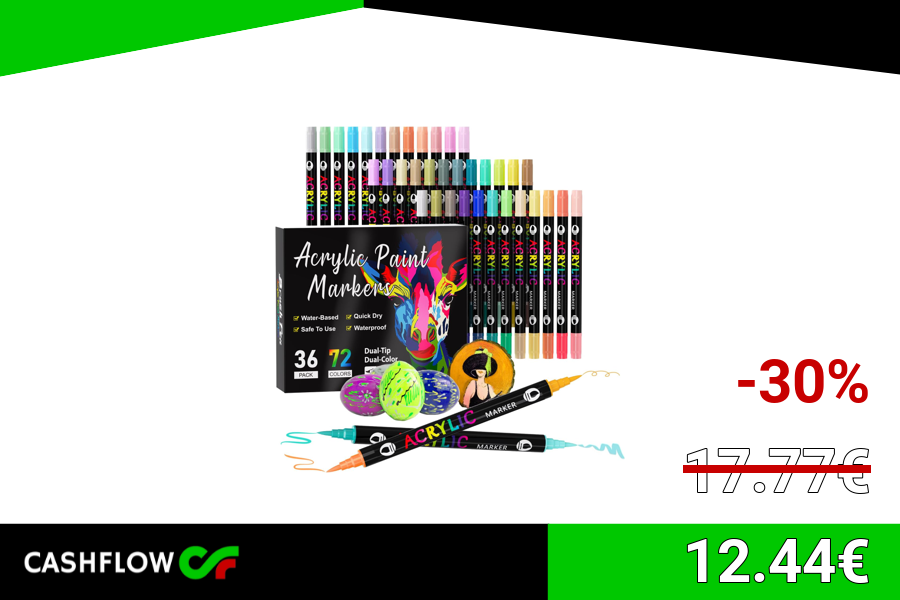 Acrylic Paint
Markers
Water-Based
Quick Dry
Safe To Use
Waterproof
36
PACK
72
COLORS
Dual-Tip
Dual-Color
ACRYLIC MARKER
ACRYLIC MARKER
-30%
17.77€
CASHFLOW
12.44€